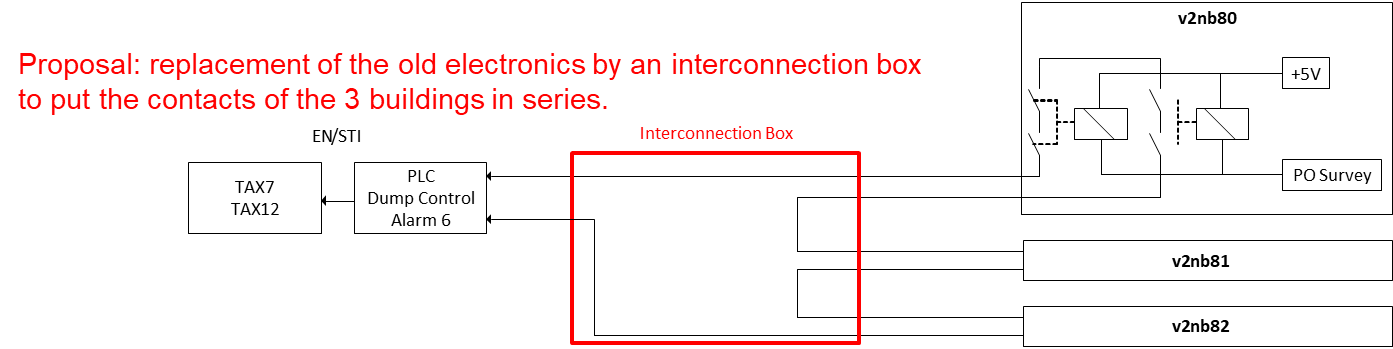 v2nb80
Proposal: replacement of the old electronics by an interconnection box
to put the contacts of the 3 buildings in series.
+5V
EN/STI
Interconnection Box
TAX7
TAX12
PLC
Dump Control
Alarm 6
PO Survey
v2nb81
v2nb82